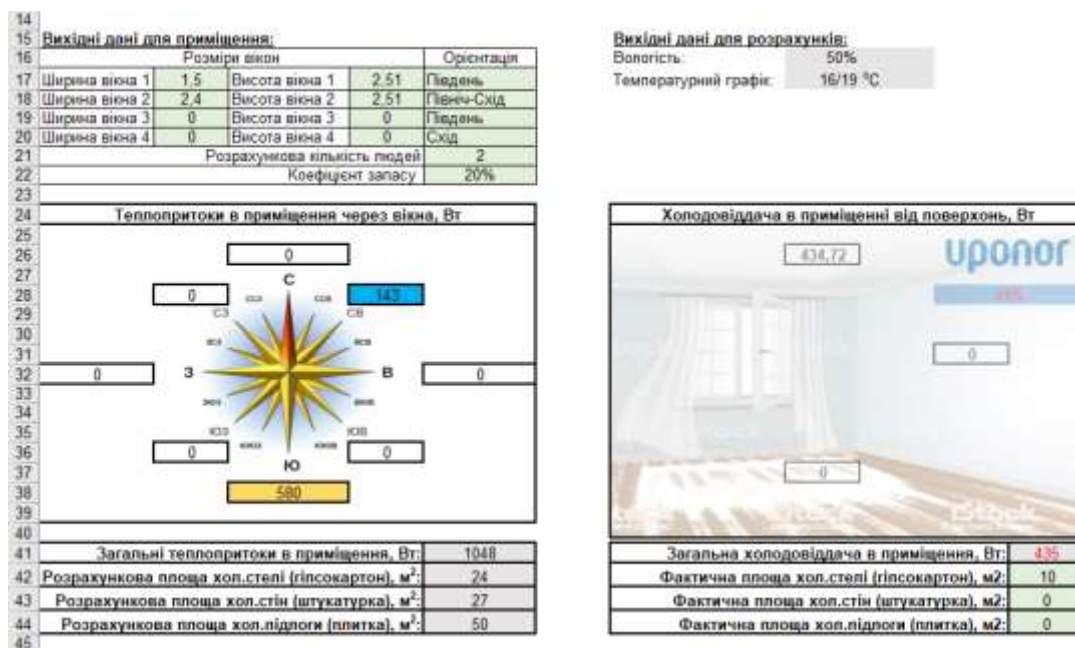 14
15 Вихідні дані для приміщення: Вихідні дані для розрахунків:
16 Розміри вікон Орієнтація Вологість: 50%
17 Ширина вікна 1 1,5 Висота вікна 1 2,51 Південь Температурний графік: 16/19 °C
18 Ширина вікна 2 2,4 Висота вікна 2 2,51 Північ-Схід
19 Ширина вікна 3 0 Висота вікна 3 0 Південь
20 Ширина вікна 4 0 Висота вікна 4 0 Схід
21 Розрахункова кількість людей 2
22 Коефіцієнт запасу 20%
23
24 Теплопритоки в приміщення через вікна, Вт Холодовіддача в приміщенні від поверхонь, Вт
25
26 0 434,72 uponor
27 С
28 0 143
29 СЗ СВ
30
31 0
32 0 З В 0
33
34
35 ЮЗ ЮВ
36 0 0
37 Ю 0
38 580
39 iStock
40
41 Загальні теплопритоки в приміщення, Вт: 1048 Загальна холодовіддача в приміщення, Вт: 435
42 Розрахункова площа хол.стелі (гіпсокартон), м²: 24 Фактична площа хол.стелі (гіпсокартон), м2: 10
43 Розрахункова площа хол.стін (штукатурка), м²: 27 Фактична площа хол.стін (штукатурка), м2: 0
44 Розрахункова площа хол.підлоги (плитка), м²: 50 Фактична площа хол.підлоги (плитка), м2: 0
45